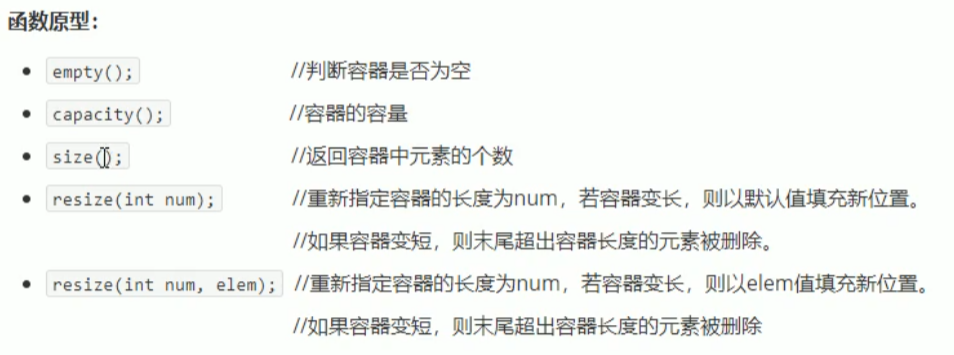 函数原型：
empty(); //判断容器是否为空
capacity(); //容器的容量
size(); //返回容器中元素的个数
resize(int num); //重新指定容器的长度为num，若容器变长，则以默认值填充新位置。
//如果容器变短，则末尾超出容器长度的元素被删除。
resize(int num, elem); //重新指定容器的长度为num，若容器变长，则以elem值填充新位置。
//如果容器变短，则末尾超出容器长度的元素被删除